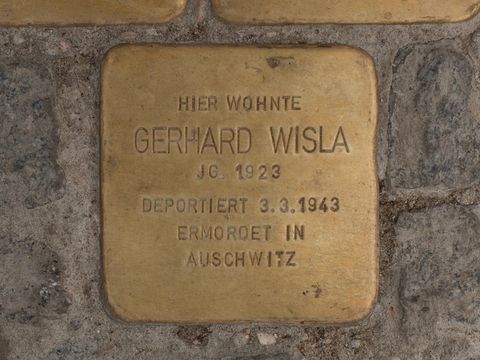 HIER WOHNTE
GERHARD WISLA
JG. 1923
DEPORTIERT 3.3.1943
ERMORDET IN
AUSCHWITZ